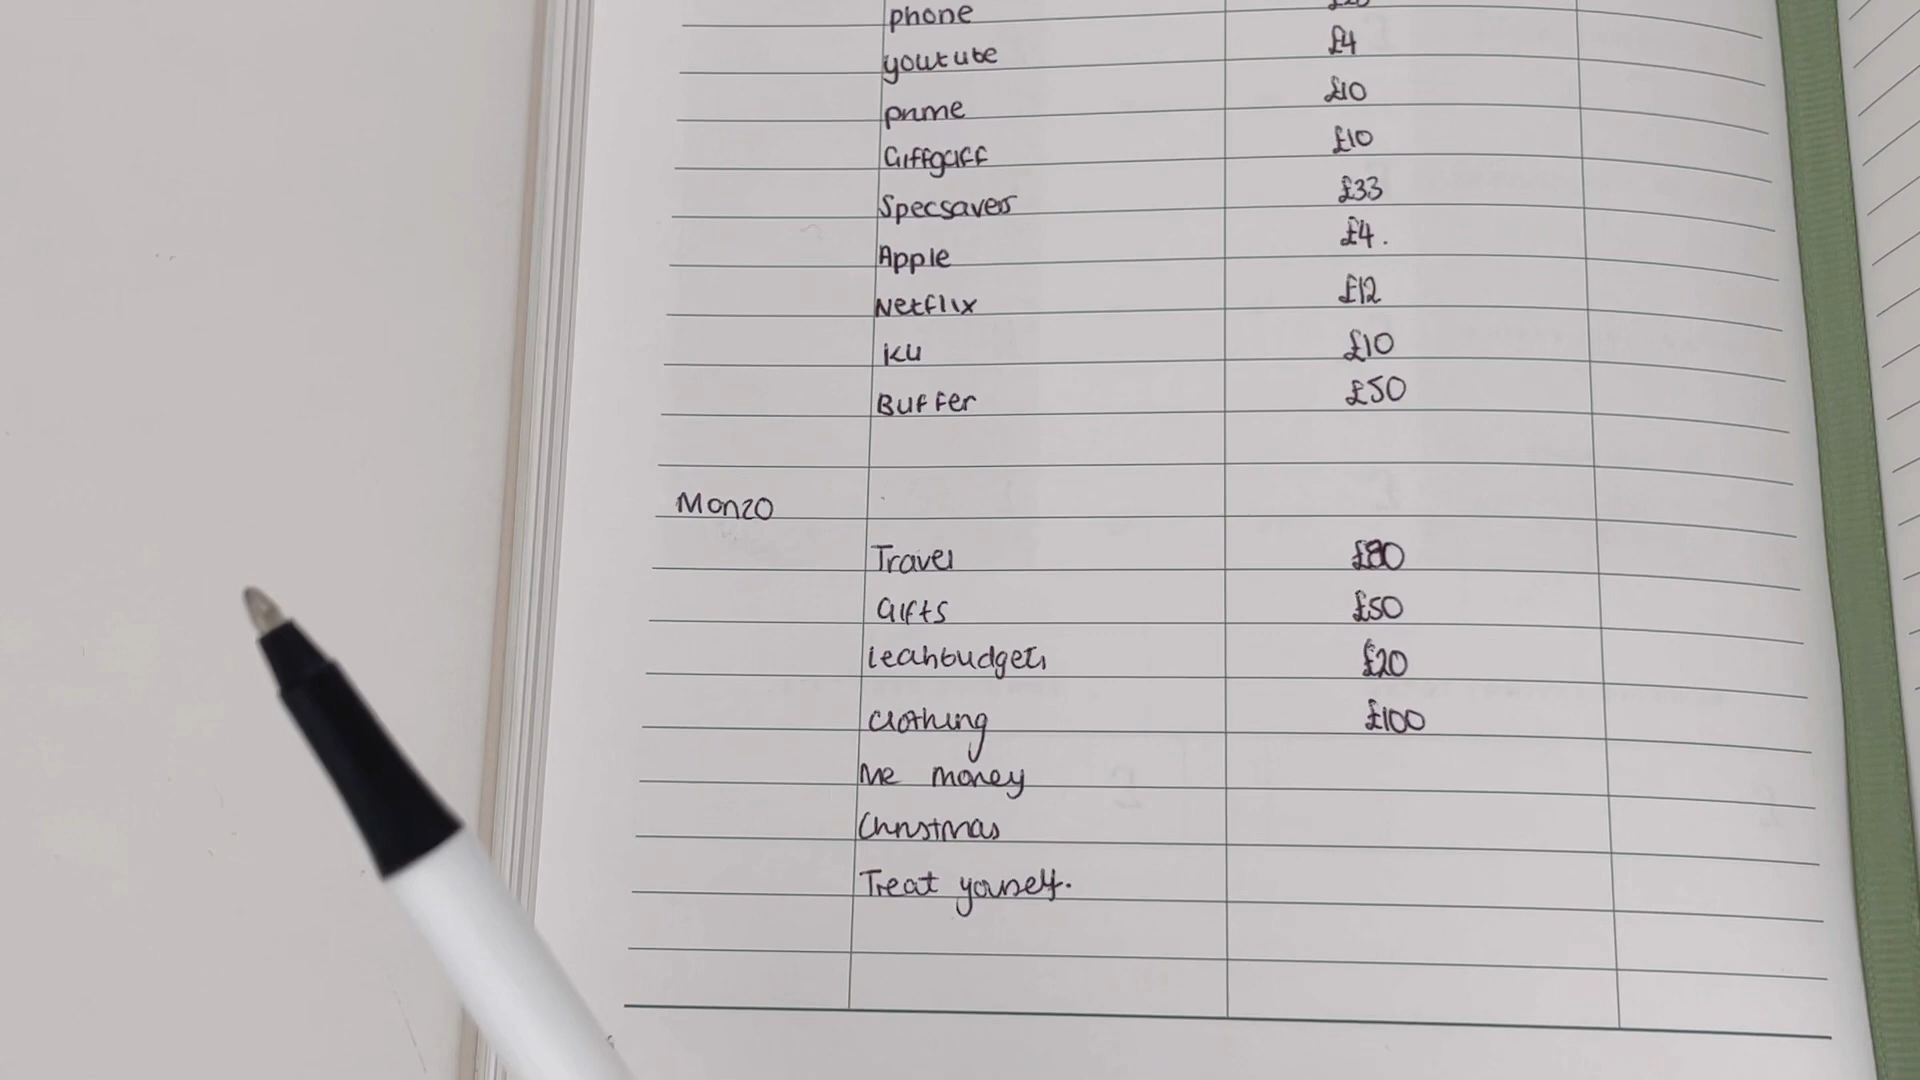 phone
youtube £4
prime £10
Giffgaff £10
Specsavers £33
Apple £4.
Netflix £12
KU £10
Buffer £50
Monzo
Travel £80
Gifts £50
leahbudgets £20
Clothing £100
Me money
Christmas
Treat yourself.